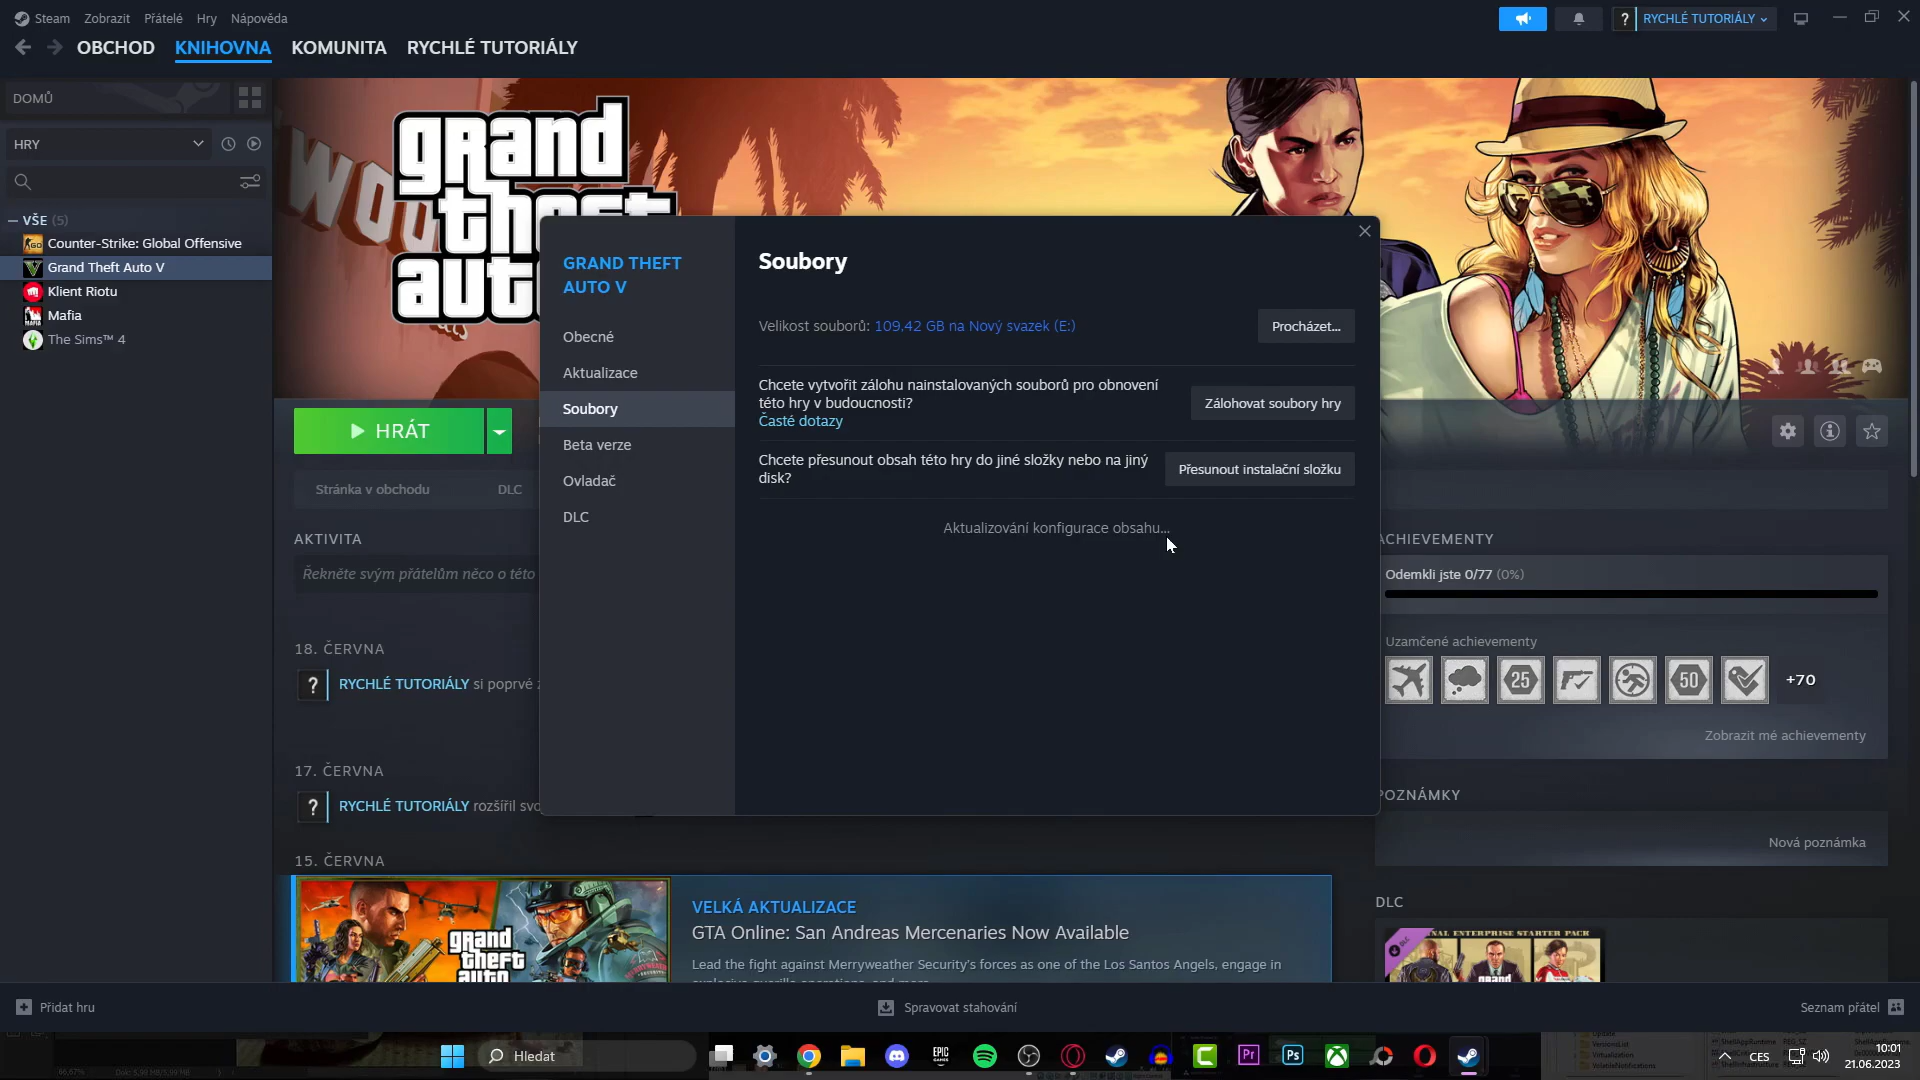 Steam Zobrazit Přátelé Hry Nápověda
RYCHLÉ TUTORIÁLY
OBCHOD KNIHOVNA KOMUNITA RYCHLÉ TUTORIÁLY
DOMŮ
HRY
VŠE (5)
Counter-Strike: Global Offensive
Grand Theft Auto V
Klient Riotu
Mafia
The Sims™ 4
grand
theft
auto
HRÁT
Stránka v obchodu DLC
AKTIVITA
Řekněte svým přátelům něco o této
18. ČERVNA
RYCHLÉ TUTORIÁLY si poprvé
17. ČERVNA
RYCHLÉ TUTORIÁLY rozšířil
15. ČERVNA
grand
theft
auto
VELKÁ AKTUALIZACE
GTA Online: San Andreas Mercenaries Now Available
Lead the fight against Merryweather Security's forces as one of the Los Santos Angels, engage in
GRAND THEFT
AUTO V
Obecné
Aktualizace
Soubory
Beta verze
Ovladač
DLC
Soubory
Velikost souborů: 109,42 GB na Nový svazek (E:)
Procházet...
Chcete vytvořit zálohu nainstalovaných souborů pro obnovení
této hry v budoucnosti?
Časté dotazy
Zálohovat soubory hry
Chcete přesunout obsah této hry do jiné složky nebo na jiný
disk?
Přesunout instalační složku
Aktualizování konfigurace obsahu...
ACHIEVEMENTY
Odemkli jste 0/77 (0%)
Uzamčené achievementy
25
50
+70
Zobrazit mé achievementy
POZNÁMKY
Nová poznámka
DLC
ENTERPRISE STARTER PACK
Přidat hru
Spravovat stahování
Seznam přátel
Hledat
EPIC
GAMES
Pr
Ps
CES
10:01
21.06.2023